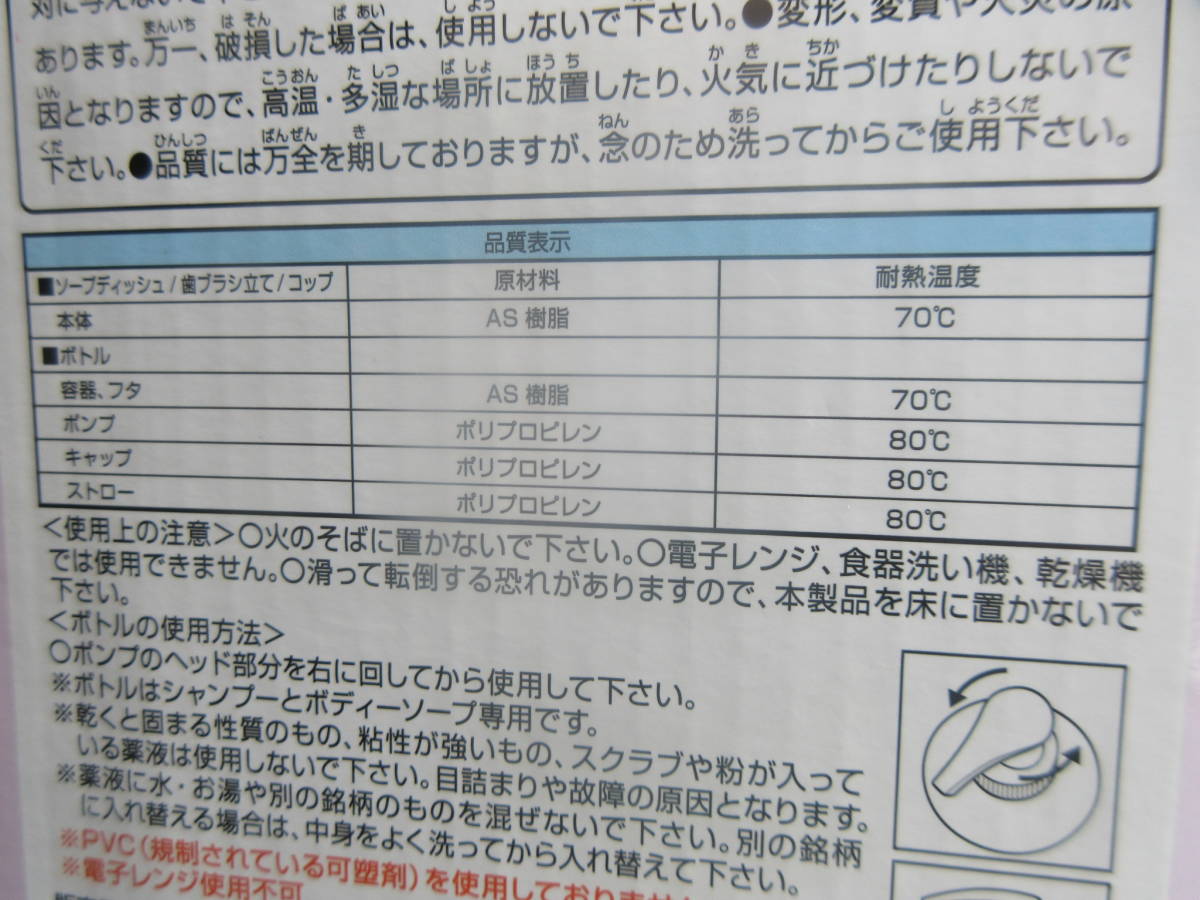 対に与えないで下
あります。万一、破損した場合は、使用しないで下さい。●変形、変質や火災の原
因となりますので、高温・多湿な場所に放置したり、火気に近づけたりしないで
下さい。●品質には万全を期しておりますが、念のため洗ってからご使用下さい。
品質表示
■ソープディッシュ/歯ブラシ立て/コップ 原材料 耐熱温度
本体 AS 樹脂 70℃
■ボトル
容器、フタ AS 樹脂 70℃
ポンプ ポリプロピレン 80℃
キャップ ポリプロピレン 80℃
ストロー ポリプロピレン 80℃
<使用上の注意>○火のそばに置かないで下さい。○電子レンジ、食器洗い機、乾燥機
では使用できません。○滑って転倒する恐れがありますので、本製品を床に置かないで
下さい。
<ボトルの使用方法>
○ポンプのヘッド部分を右に回してから使用して下さい。
※ボトルはシャンプーとボディーソープ専用です。
※乾くと固まる性質のもの、粘性が強いもの、スクラブや粉が入って
いる薬液は使用しないで下さい。目詰まりや故障の原因となります。
※薬液に水・お湯や別の銘柄のものを混ぜないで下さい。別の銘柄
に入れ替える場合は、中身をよく洗ってから入れ替えて下さい。
※PVC(規制されている可塑剤)を使用しておりませ
※電子レンジ使用不可